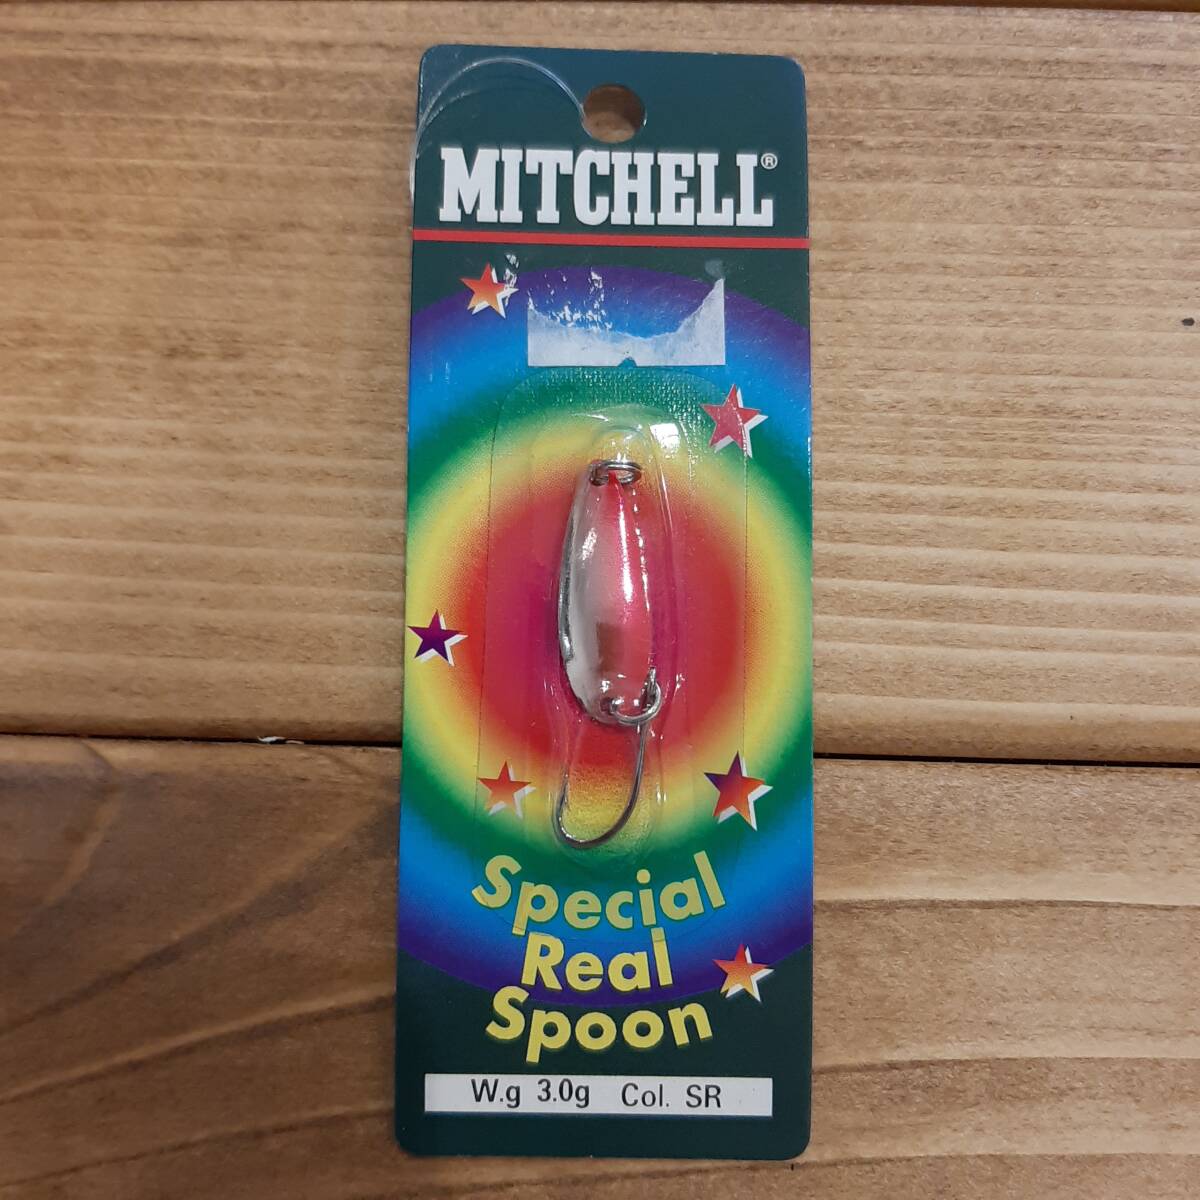 MITCHELL®
Special
Real
Spoon
W.g 3.0g Col. SR